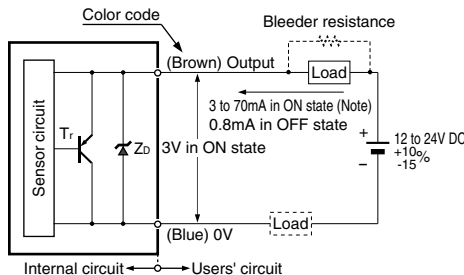 Color code
Bleeder resistance
(Brown) Output
Load
3 to 70mA in ON state (Note)
0.8mA in OFF state
Sensor circuit
Tr
ZD
3V in ON state
+
−
12 to 24V DC
+10
-15 %
(Blue) 0V
Load
Internal circuit
Users' circuit